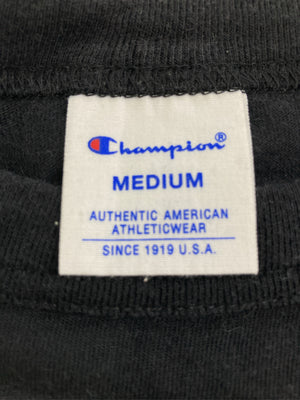 Champion®
MEDIUM
AUTHENTIC AMERICAN
ATHLETICWEAR
SINCE 1919 U.S.A.